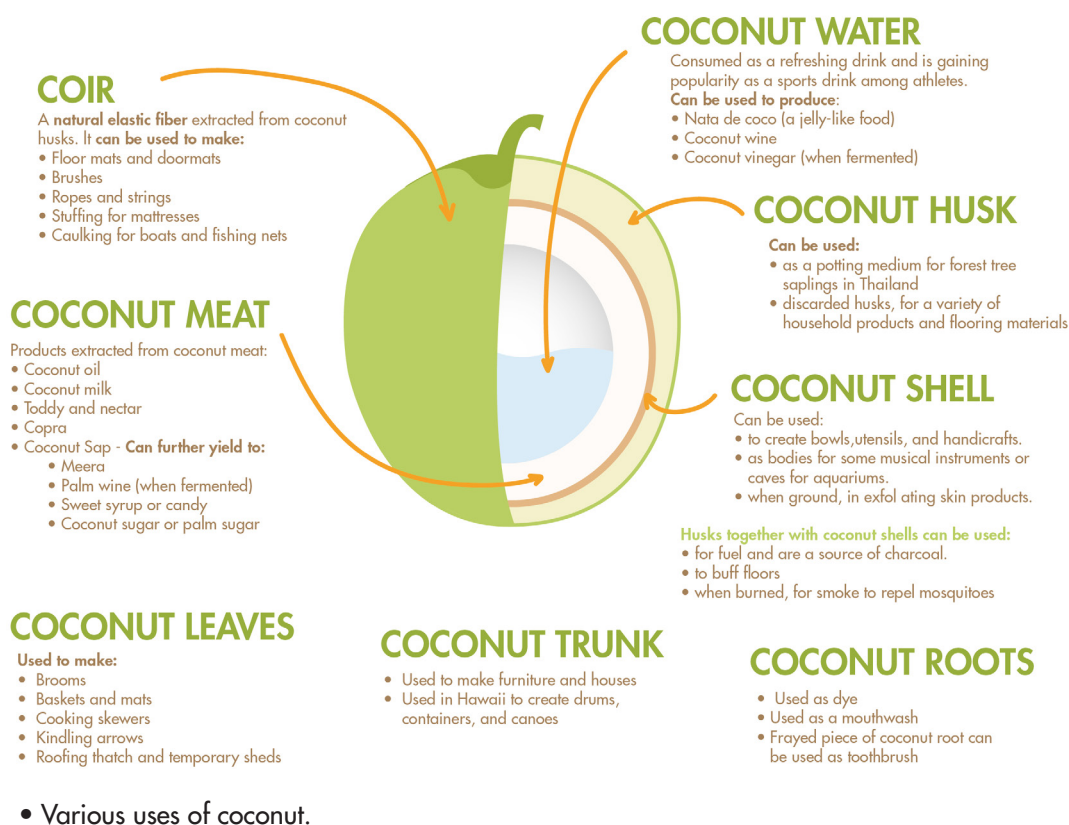 COIR
A natural elastic fiber extracted from coconut
husks. It can be used to make:
• Floor mats and doormats
• Brushes
• Ropes and strings
• Stuffing for mattresses
• Caulking for boats and fishing nets
COCONUT WATER
Consumed as a refreshing drink and is gaining
popularity as a sports drink among athletes.
Can be used to produce:
• Nata de coco (a jelly-like food)
• Coconut wine
• Coconut vinegar (when fermented)
COCONUT HUSK
Can be used:
• as a potting medium for forest tree
saplings in Thailand
• discarded husks, for a variety of
household products and flooring materials
COCONUT MEAT
Products extracted from coconut meat:
• Coconut oil
• Coconut milk
• Toddy and nectar
• Copra
• Coconut Sap - Can further yield to:
• Meera
• Palm wine (when fermented)
• Sweet syrup or candy
• Coconut sugar or palm sugar
COCONUT SHELL
Can be used:
• to create bowls,utensils, and handicrafts.
• as bodies for some musical instruments or
caves for aquariums.
• when ground, in exfol ating skin products.
Husks together with coconut shells can be used:
• for fuel and are a source of charcoal.
• to buff floors
• when burned, for smoke to repel mosquitoes
COCONUT LEAVES
Used to make:
• Brooms
• Baskets and mats
• Cooking skewers
• Kindling arrows
• Roofing thatch and temporary sheds
COCONUT TRUNK
• Used to make furniture and houses
• Used in Hawaii to create drums,
containers, and canoes
COCONUT ROOTS
• Used as dye
• Used as a mouthwash
• Frayed piece of coconut root can
be used as toothbrush
• Various uses of coconut.